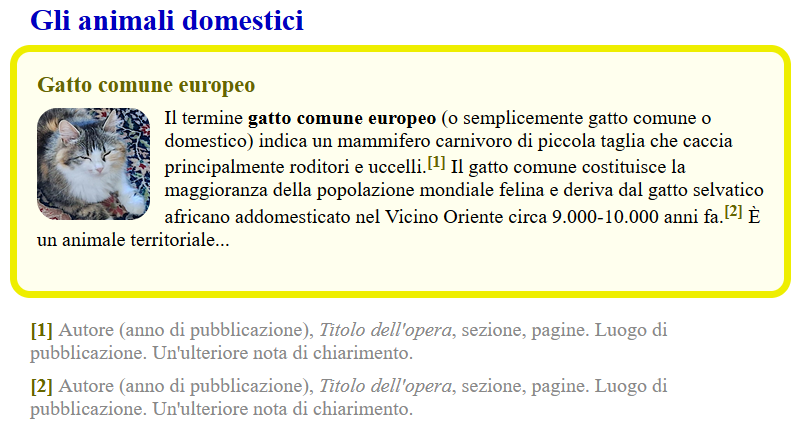 Gli animali domestici
Gatto comune europeo
Il termine gatto comune europeo (o semplicemente gatto comune o
domestico) indica un mammifero carnivoro di piccola taglia che caccia
principalmente roditori e uccelli.[1] Il gatto comune costituisce la
maggioranza della popolazione mondiale felina e deriva dal gatto selvatico
africano addomesticato nel Vicino Oriente circa 9.000-10.000 anni fa.[2] È
un animale territoriale...
[1] Autore (anno di pubblicazione), Titolo dell'opera, sezione, pagine. Luogo di
pubblicazione. Un'ulteriore nota di chiarimento.
[2] Autore (anno di pubblicazione), Titolo dell'opera, sezione, pagine. Luogo di
pubblicazione. Un'ulteriore nota di chiarimento.